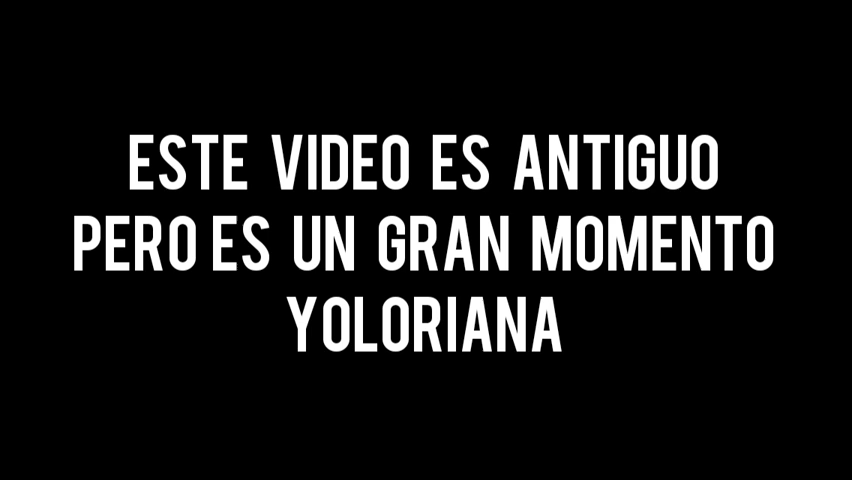 ESTE VIDEO ES ANTIGUO
PERO ES UN GRAN MOMENTO
YOLORIANA